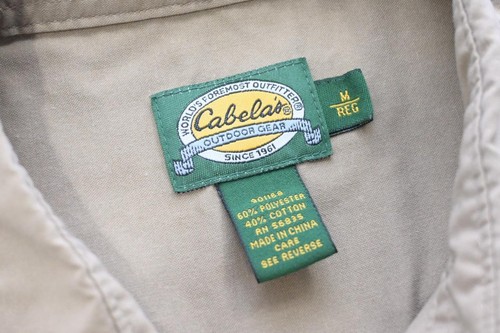 WORLD'S FOREMOST OUTFITTER®
Cabela's®
OUTDOOR GEAR
SINCE 1961
M
REG
301168
60% POLYESTER
40% COTTON
RN 56835
MADE IN CHINA
CARE
SEE REVERSE